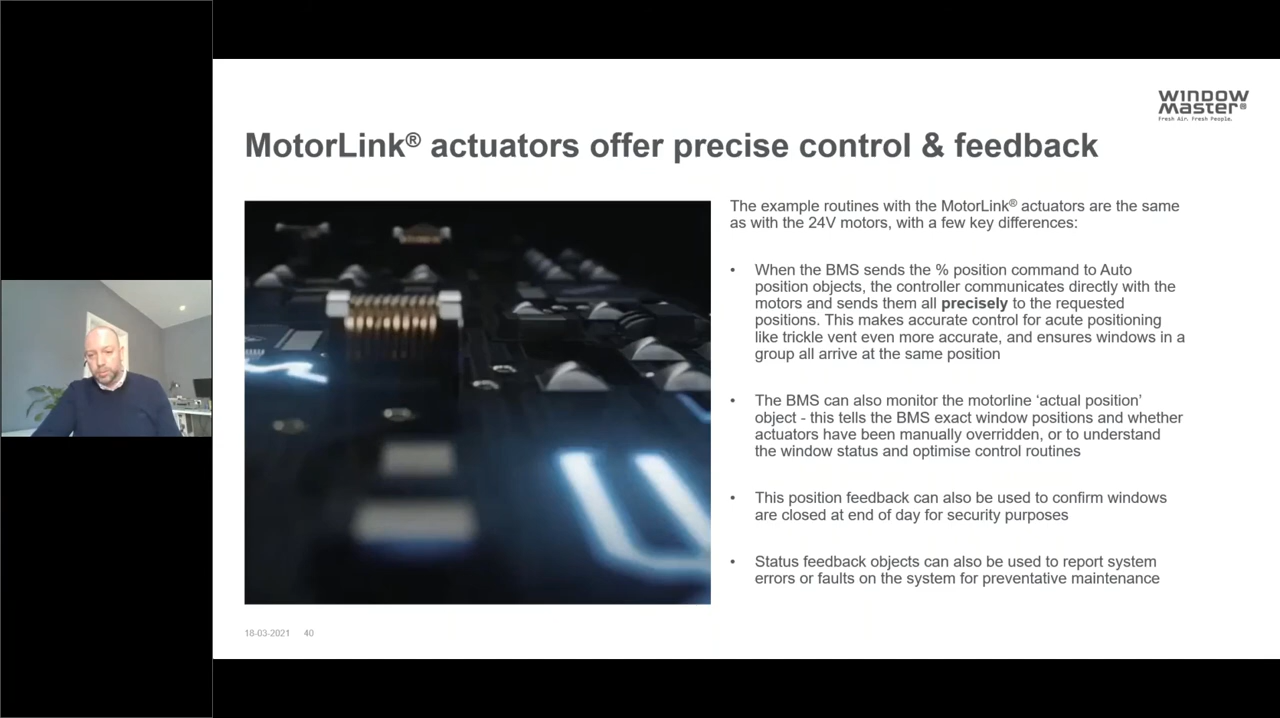 WINDOW
Master®
Fresh Air. Fresh People.
MotorLink® actuators offer precise control & feedback
The example routines with the MotorLink® actuators are the same
as with the 24V motors, with a few key differences:
• When the BMS sends the % position command to Auto
position objects, the controller communicates directly with the
motors and sends them all precisely to the requested
positions. This makes accurate control for acute positioning
like trickle vent even more accurate, and ensures windows in a
group all arrive at the same position
• The BMS can also monitor the motorline ‘actual position’
object - this tells the BMS exact window positions and whether
actuators have been manually overridden, or to understand
the window status and optimise control routines
• This position feedback can also be used to confirm windows
are closed at end of day for security purposes
• Status feedback objects can also be used to report system
errors or faults on the system for preventative maintenance
18-03-2021 40